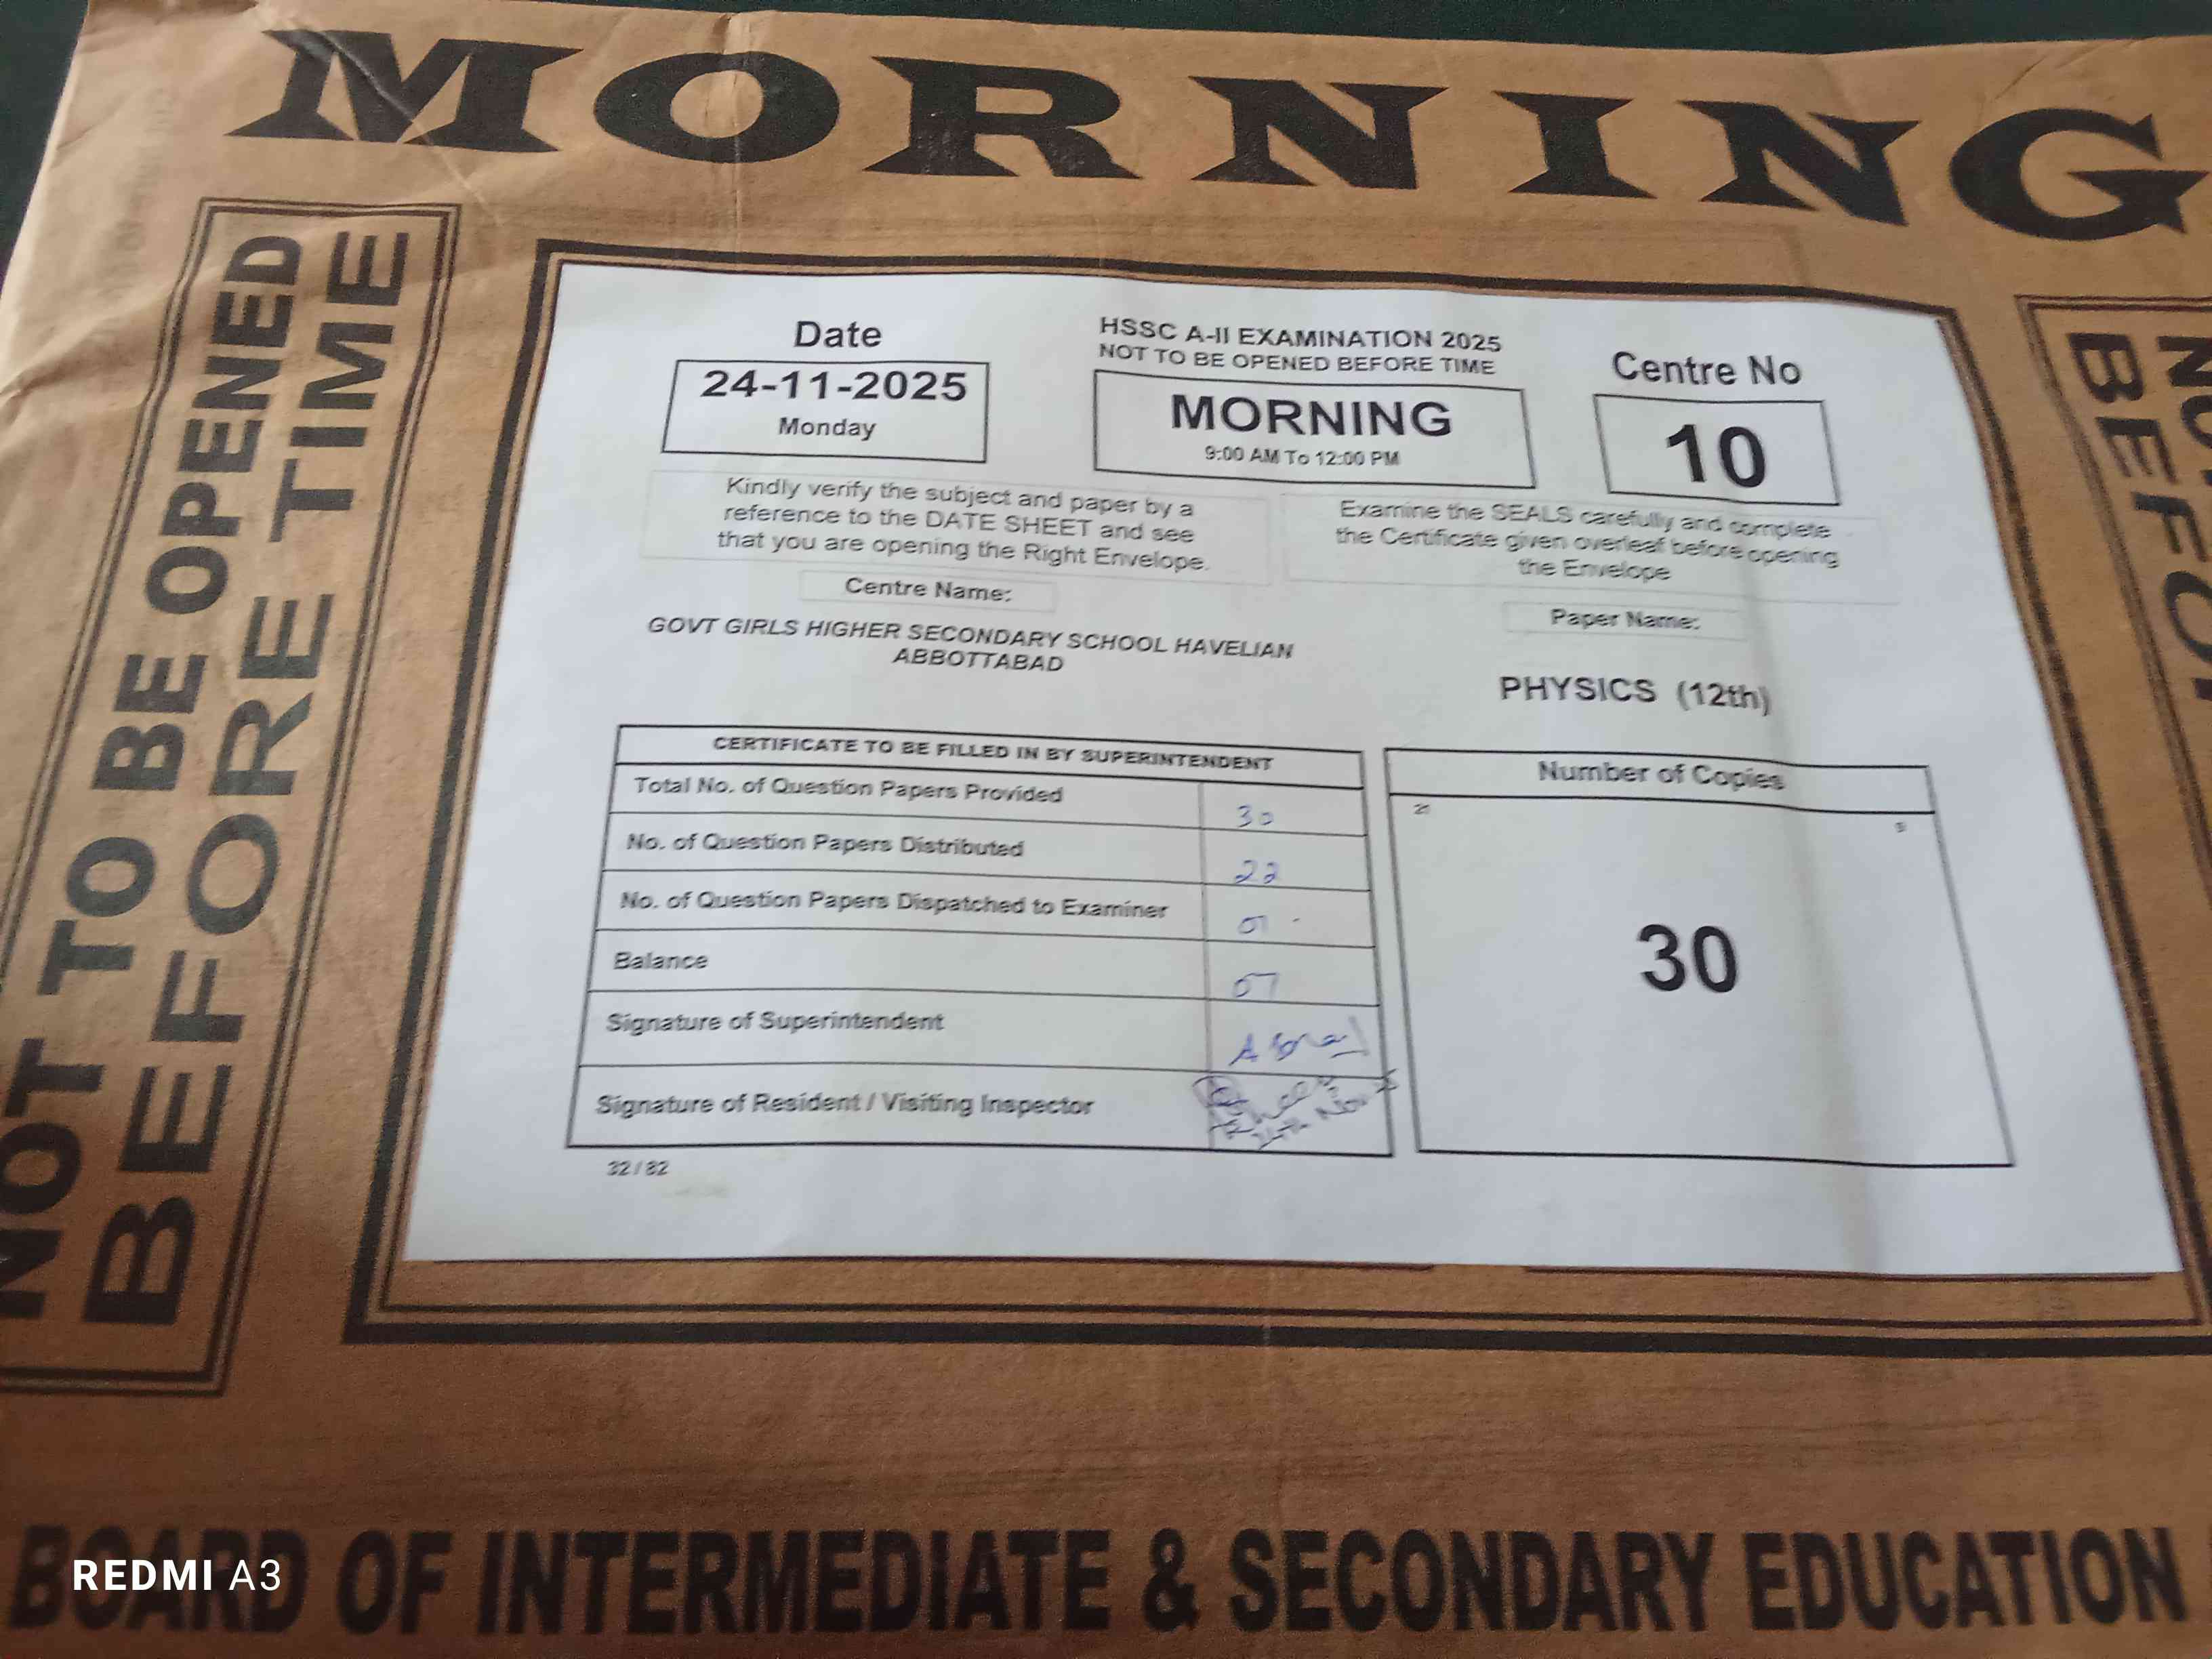 MORNING
NOT TO BE OPENED
BEFORE TIME
Date
24-11-2025
Monday
HSSC A-II EXAMINATION 2025
NOT TO BE OPENED BEFORE TIME
MORNING
9:00 AM To 12:00 PM
Centre No
10
Kindly verify the subject and paper by a
reference to the DATE SHEET and see
that you are opening the Right Envelope.
Examine the SEALS carefully and complete
the Certificate given overleaf before opening
the Envelope
Centre Name:
GOVT GIRLS HIGHER SECONDARY SCHOOL HAVELIAN
ABBOTTABAD
Paper Name:
PHYSICS (12th)
CERTIFICATE TO BE FILLED IN BY SUPERINTENDENT
Total No. of Question Papers Provided 30
No. of Question Papers Distributed 22
No. of Question Papers Dispatched to Examiner 01
Balance 07
Signature of Superintendent
Signature of Resident / Visiting Inspector
32 / 82
Number of Copies
30
BEFOR
BOARD OF INTERMEDIATE & SECONDARY EDUCATION
REDMI A3